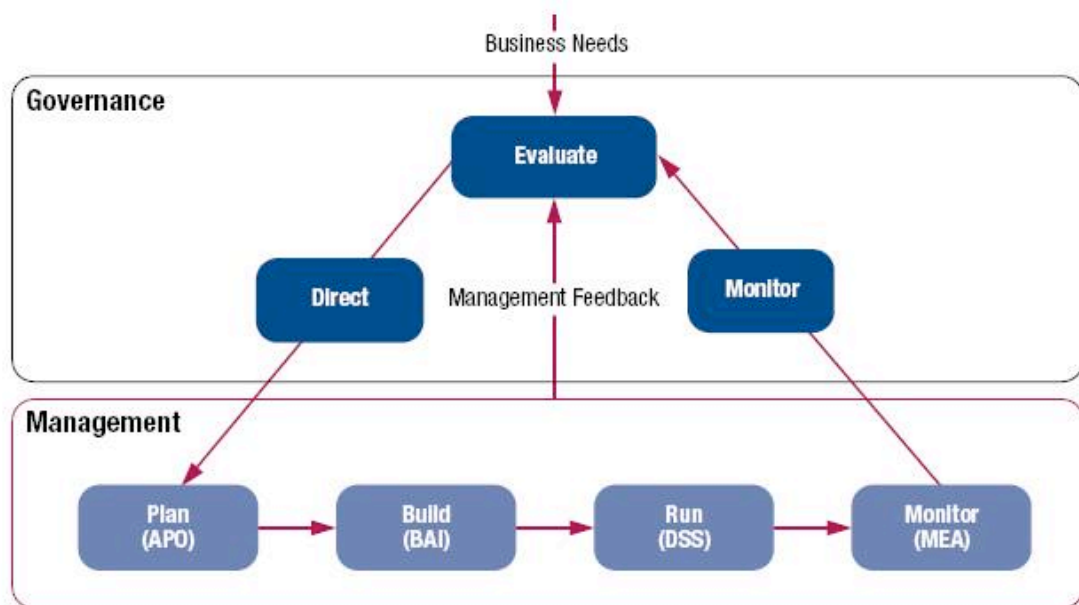 Business Needs
Governance
Evaluate
Direct
Management Feedback
Monitor
Management
Plan
(APO)
Build
(BAI)
Run
(DSS)
Monitor
(MEA)